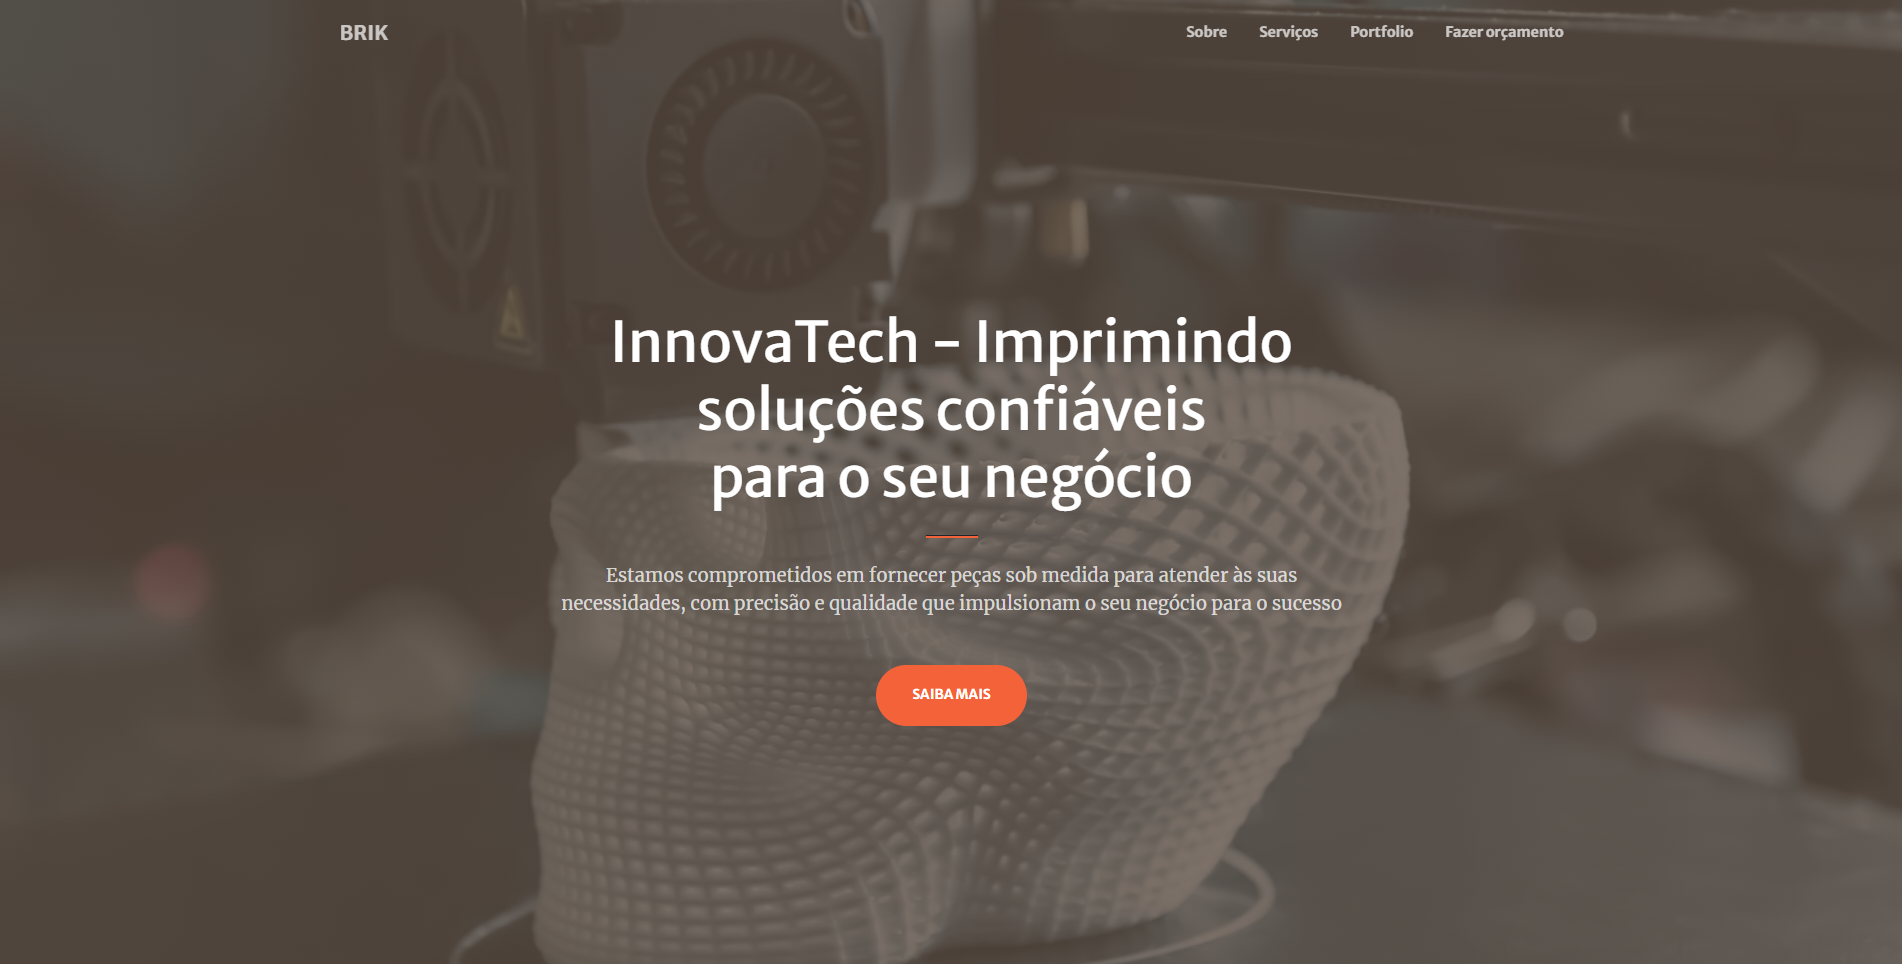 BRIK
Sobre Serviços Portfolio Fazer orçamento
InnovaTech - Imprimindo
soluções confiáveis
para o seu negócio
Estamos comprometidos em fornecer peças sob medida para atender às suas
necessidades, com precisão e qualidade que impulsionam o seu negócio para o sucesso
SAIBA MAIS